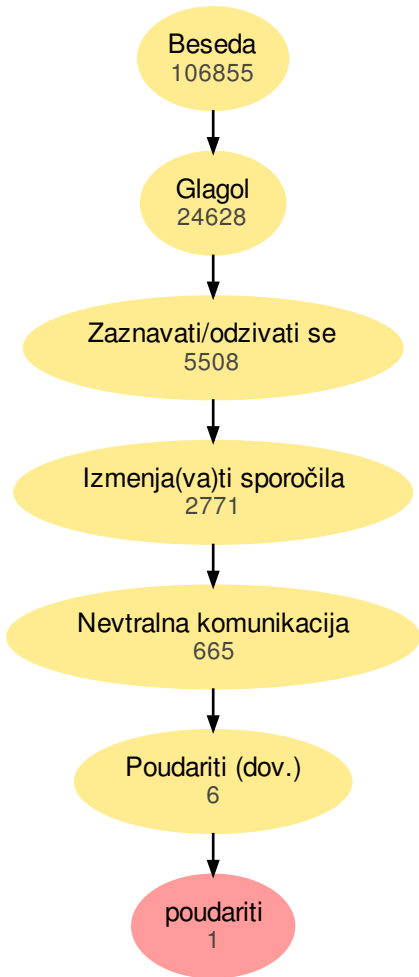 Beseda
106855
Glagol
24628
Zaznavati/odzivati se
5508
Izmenja(va)ti sporočila
2771
Nevtralna komunikacija
665
Poudariti (dov.)
6
poudariti
1